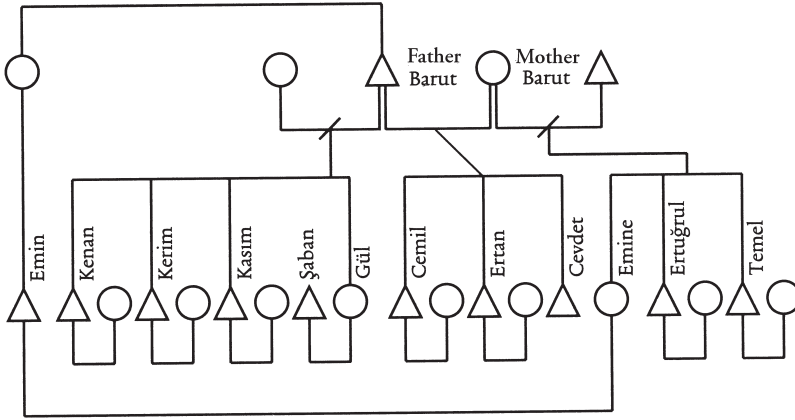 Father
Barut
Mother
Barut
Emin
Kenan
Kerim
Kasım
Şaban
Gül
Cemil
Ertan
Cevdet
Emine
Ertuğrul
Temel